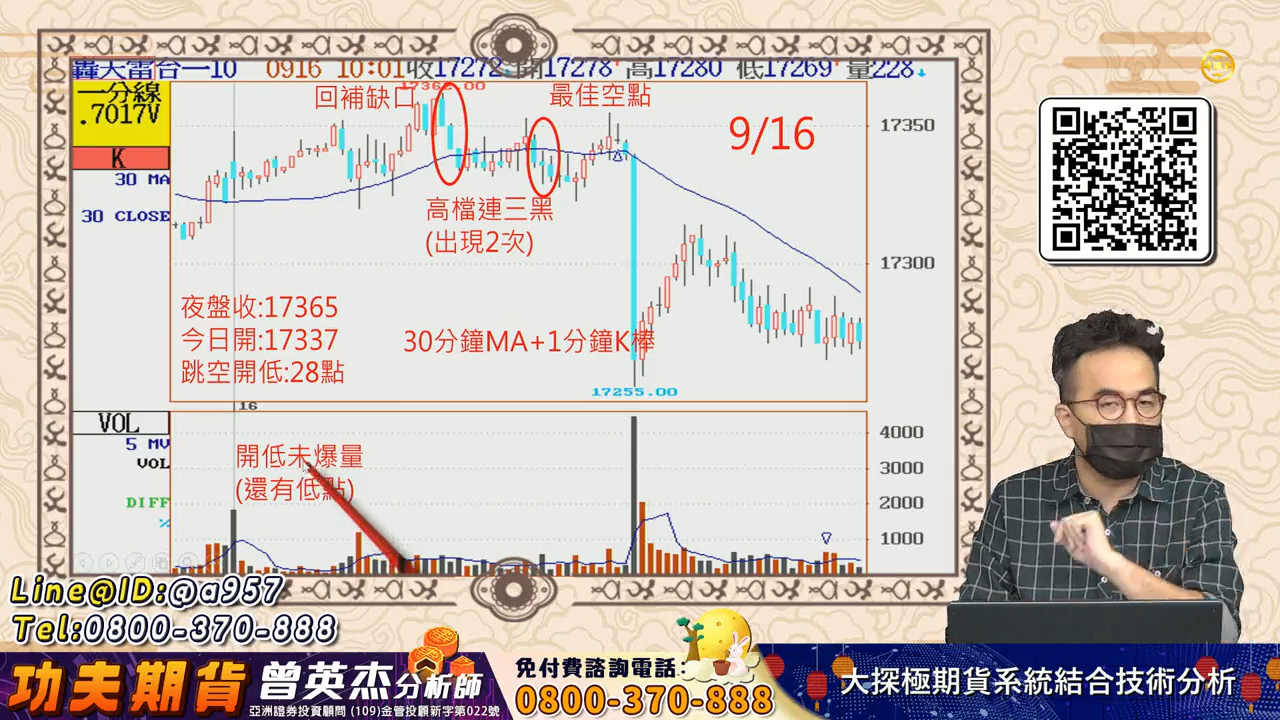 轟天雷台一10 0916 10:01收17272 開17278 高17280 低17269 量228
一分線
.7017V
K
30 MA
30 CLOSE
回補缺口
最佳空點
9/16
17350
高檔連三黑
(出現2次)
17300
夜盤收:17365
今日開:17337
跳空開低:28點
30分鐘MA+1分鐘K棒
17255.00
16
VOL
5 MV
VOL
DIFF
%
4000
3000
2000
1000
開低未爆量
(還有低點)
Line@ID:@a957
Tel:0800-370-888
功夫期貨 曾英杰分析師
亞洲證券投資顧問 (109)金管投顧新字第022號
免付費諮詢電話:
0800-370-888
大探極期貨系統結合技術分析